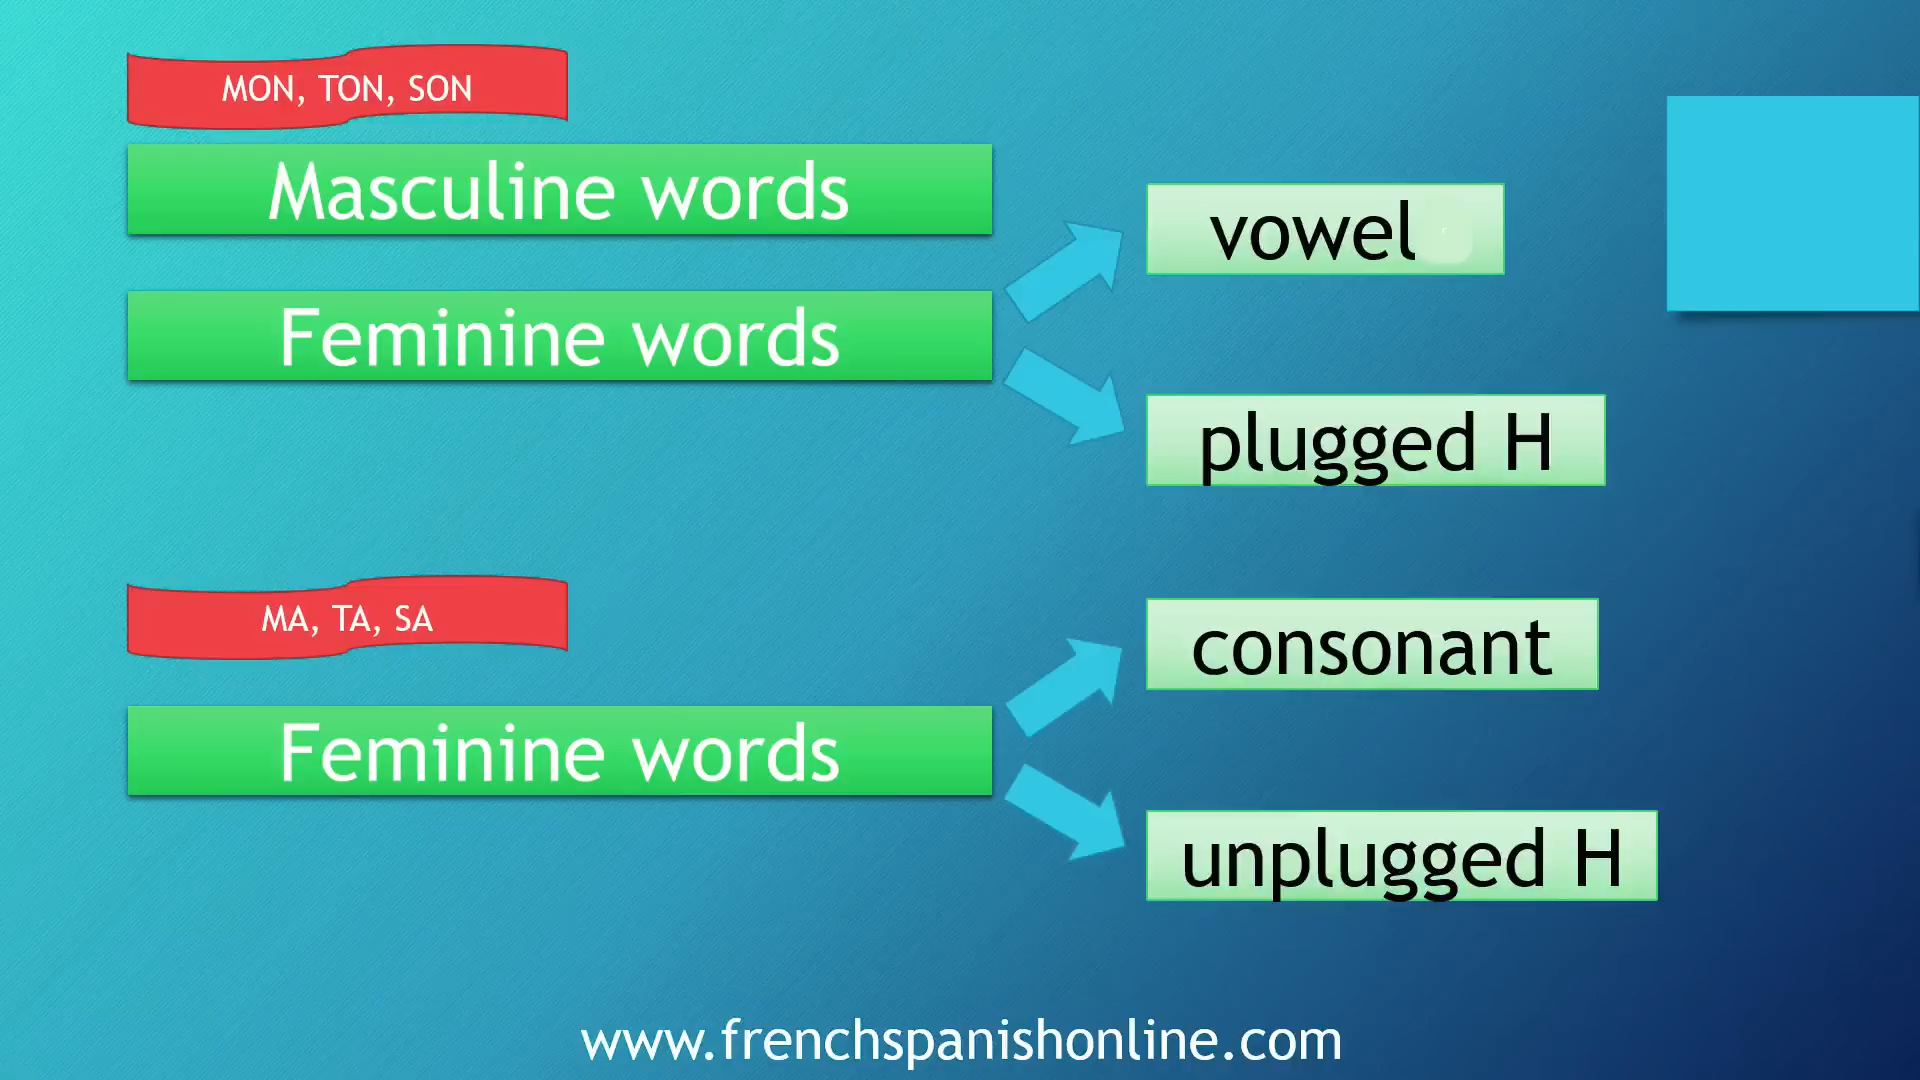 MON, TON, SON
Masculine words
Feminine words
vowel
plugged H
MA, TA, SA
Feminine words
consonant
unplugged H
www.frenchspanishonline.com